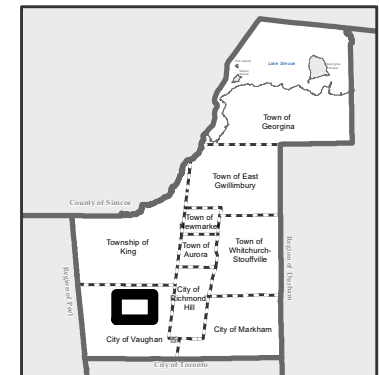 Lake Simcoe
Town of
Georgina
Town of East
Gwillimbury
County of Simcoe
Town of
Newmarket
Township of
King
Town of
Aurora
Town of
Whitchurch-
Stouffville
Region of Durham
Region of Peel
City of
Richmond
Hill
City of Markham
City of Vaughan
City of Toronto